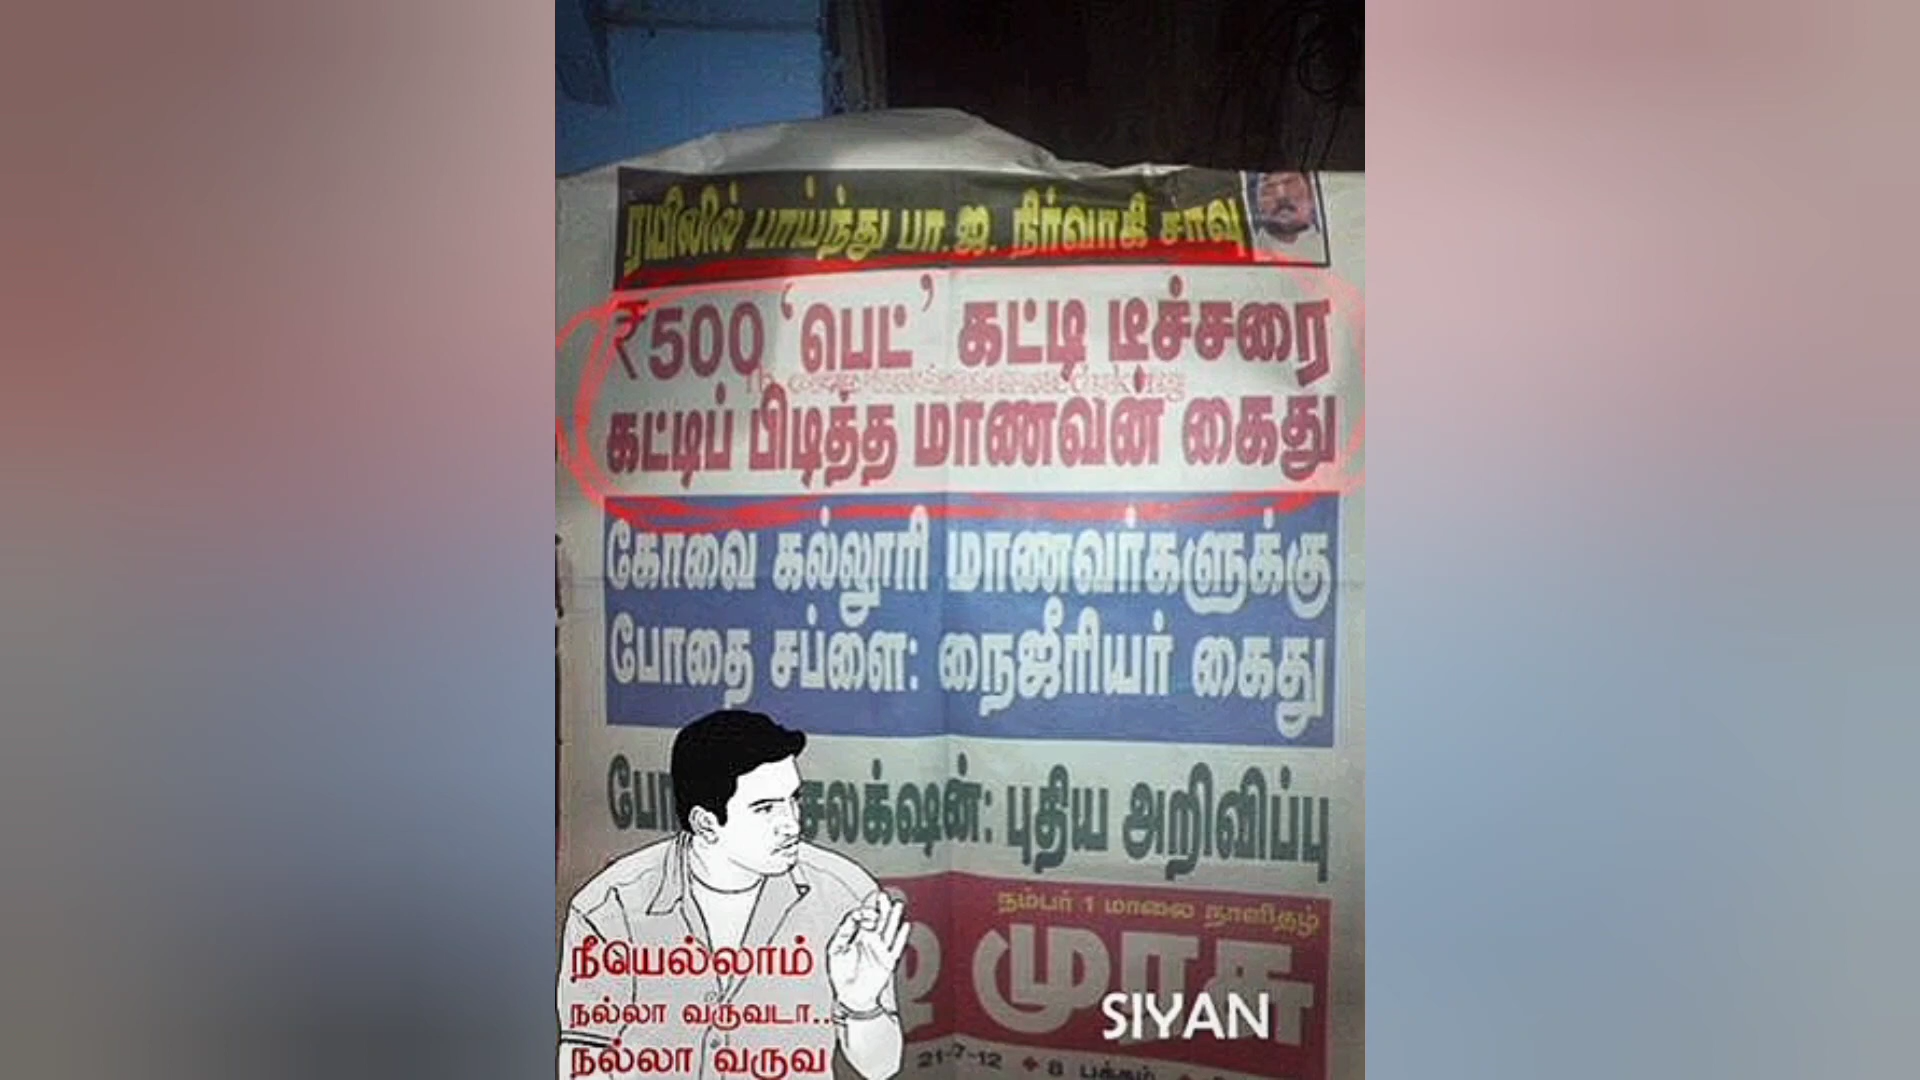 ரயிலில் பாய்ந்து பா.ஜ. நிர்வாகி சாவு
₹500 'பெட்' கட்டி டீச்சரை
கட்டிப் பிடித்த மாணவன் கைது
கோவை கல்லூரி மாணவர்களுக்கு
போதை சப்ளை: நைஜீரியர் கைது
செலக்ஷன்: புதிய அறிவிப்பு
நம்பர் 1 மாலை நாளிதழ்
முரசு
SIYAN
21-7-12 8 பக்கம்
நீயெல்லாம்
நல்லா வருவடா..
நல்லா வருவ